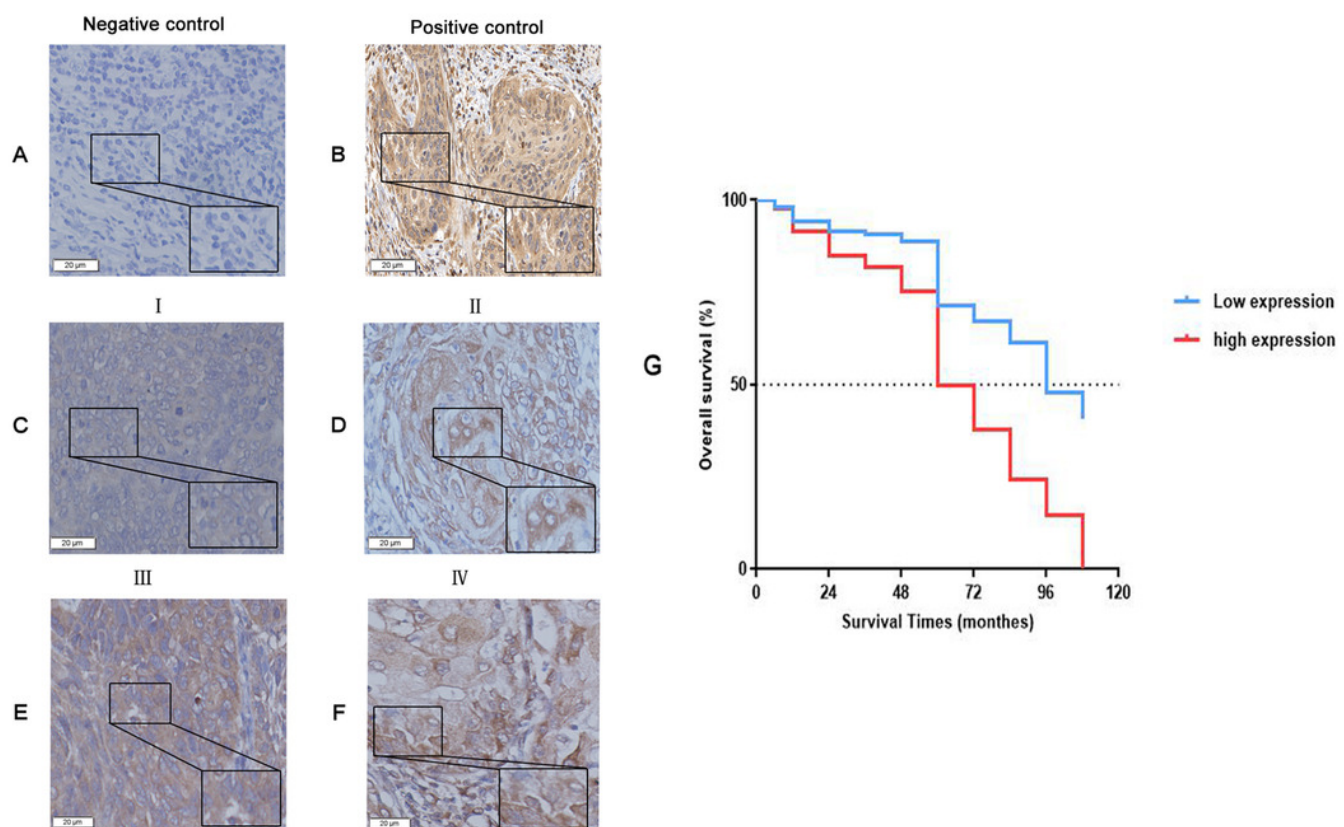 Negative control
Positive control
A
B
20 µm
20 µm
I
II
C
D
20 µm
20 µm
III
IV
E
F
20 µm
20 µm
G
100
50
0
Overall survival (%)
0 24 48 72 96 120
Survival Times (monthes)
Low expression
high expression